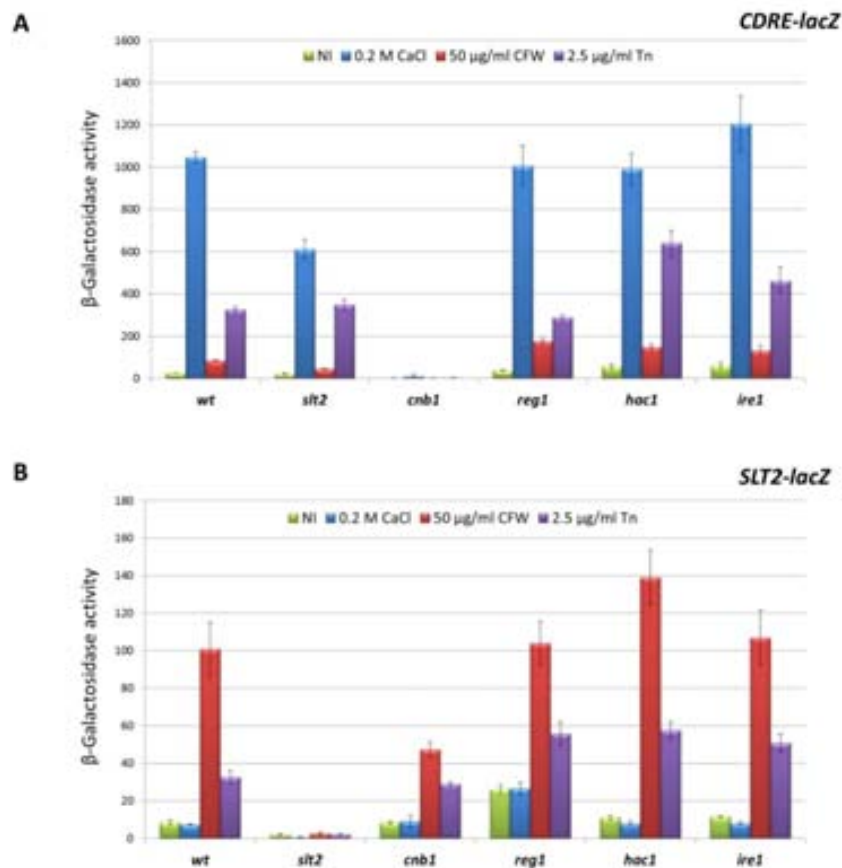 A
CDRE-lacZ
1600
NI 0.2 M CaCl 50 µg/ml CFW 2.5 µg/ml Tn
1400
1200
1000
800
600
400
200
0
β-Galactosidase activity
wt slt2 cnb1 reg1 hac1 ire1
B
SLT2-lacZ
180
NI 0.2 M CaCl 50 µg/ml CFW 2.5 µg/ml Tn
160
140
120
100
80
60
40
20
0
β-Galactosidase activity
wt slt2 cnb1 reg1 hac1 ire1